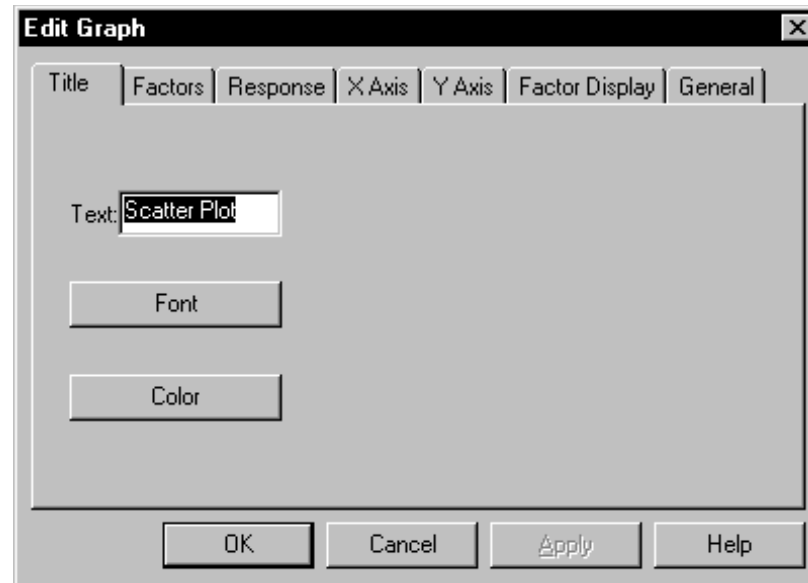 Edit Graph
Title Factors Response X Axis Y Axis Factor Display General
Text: Scatter Plot
Font
Color
OK Cancel Apply Help